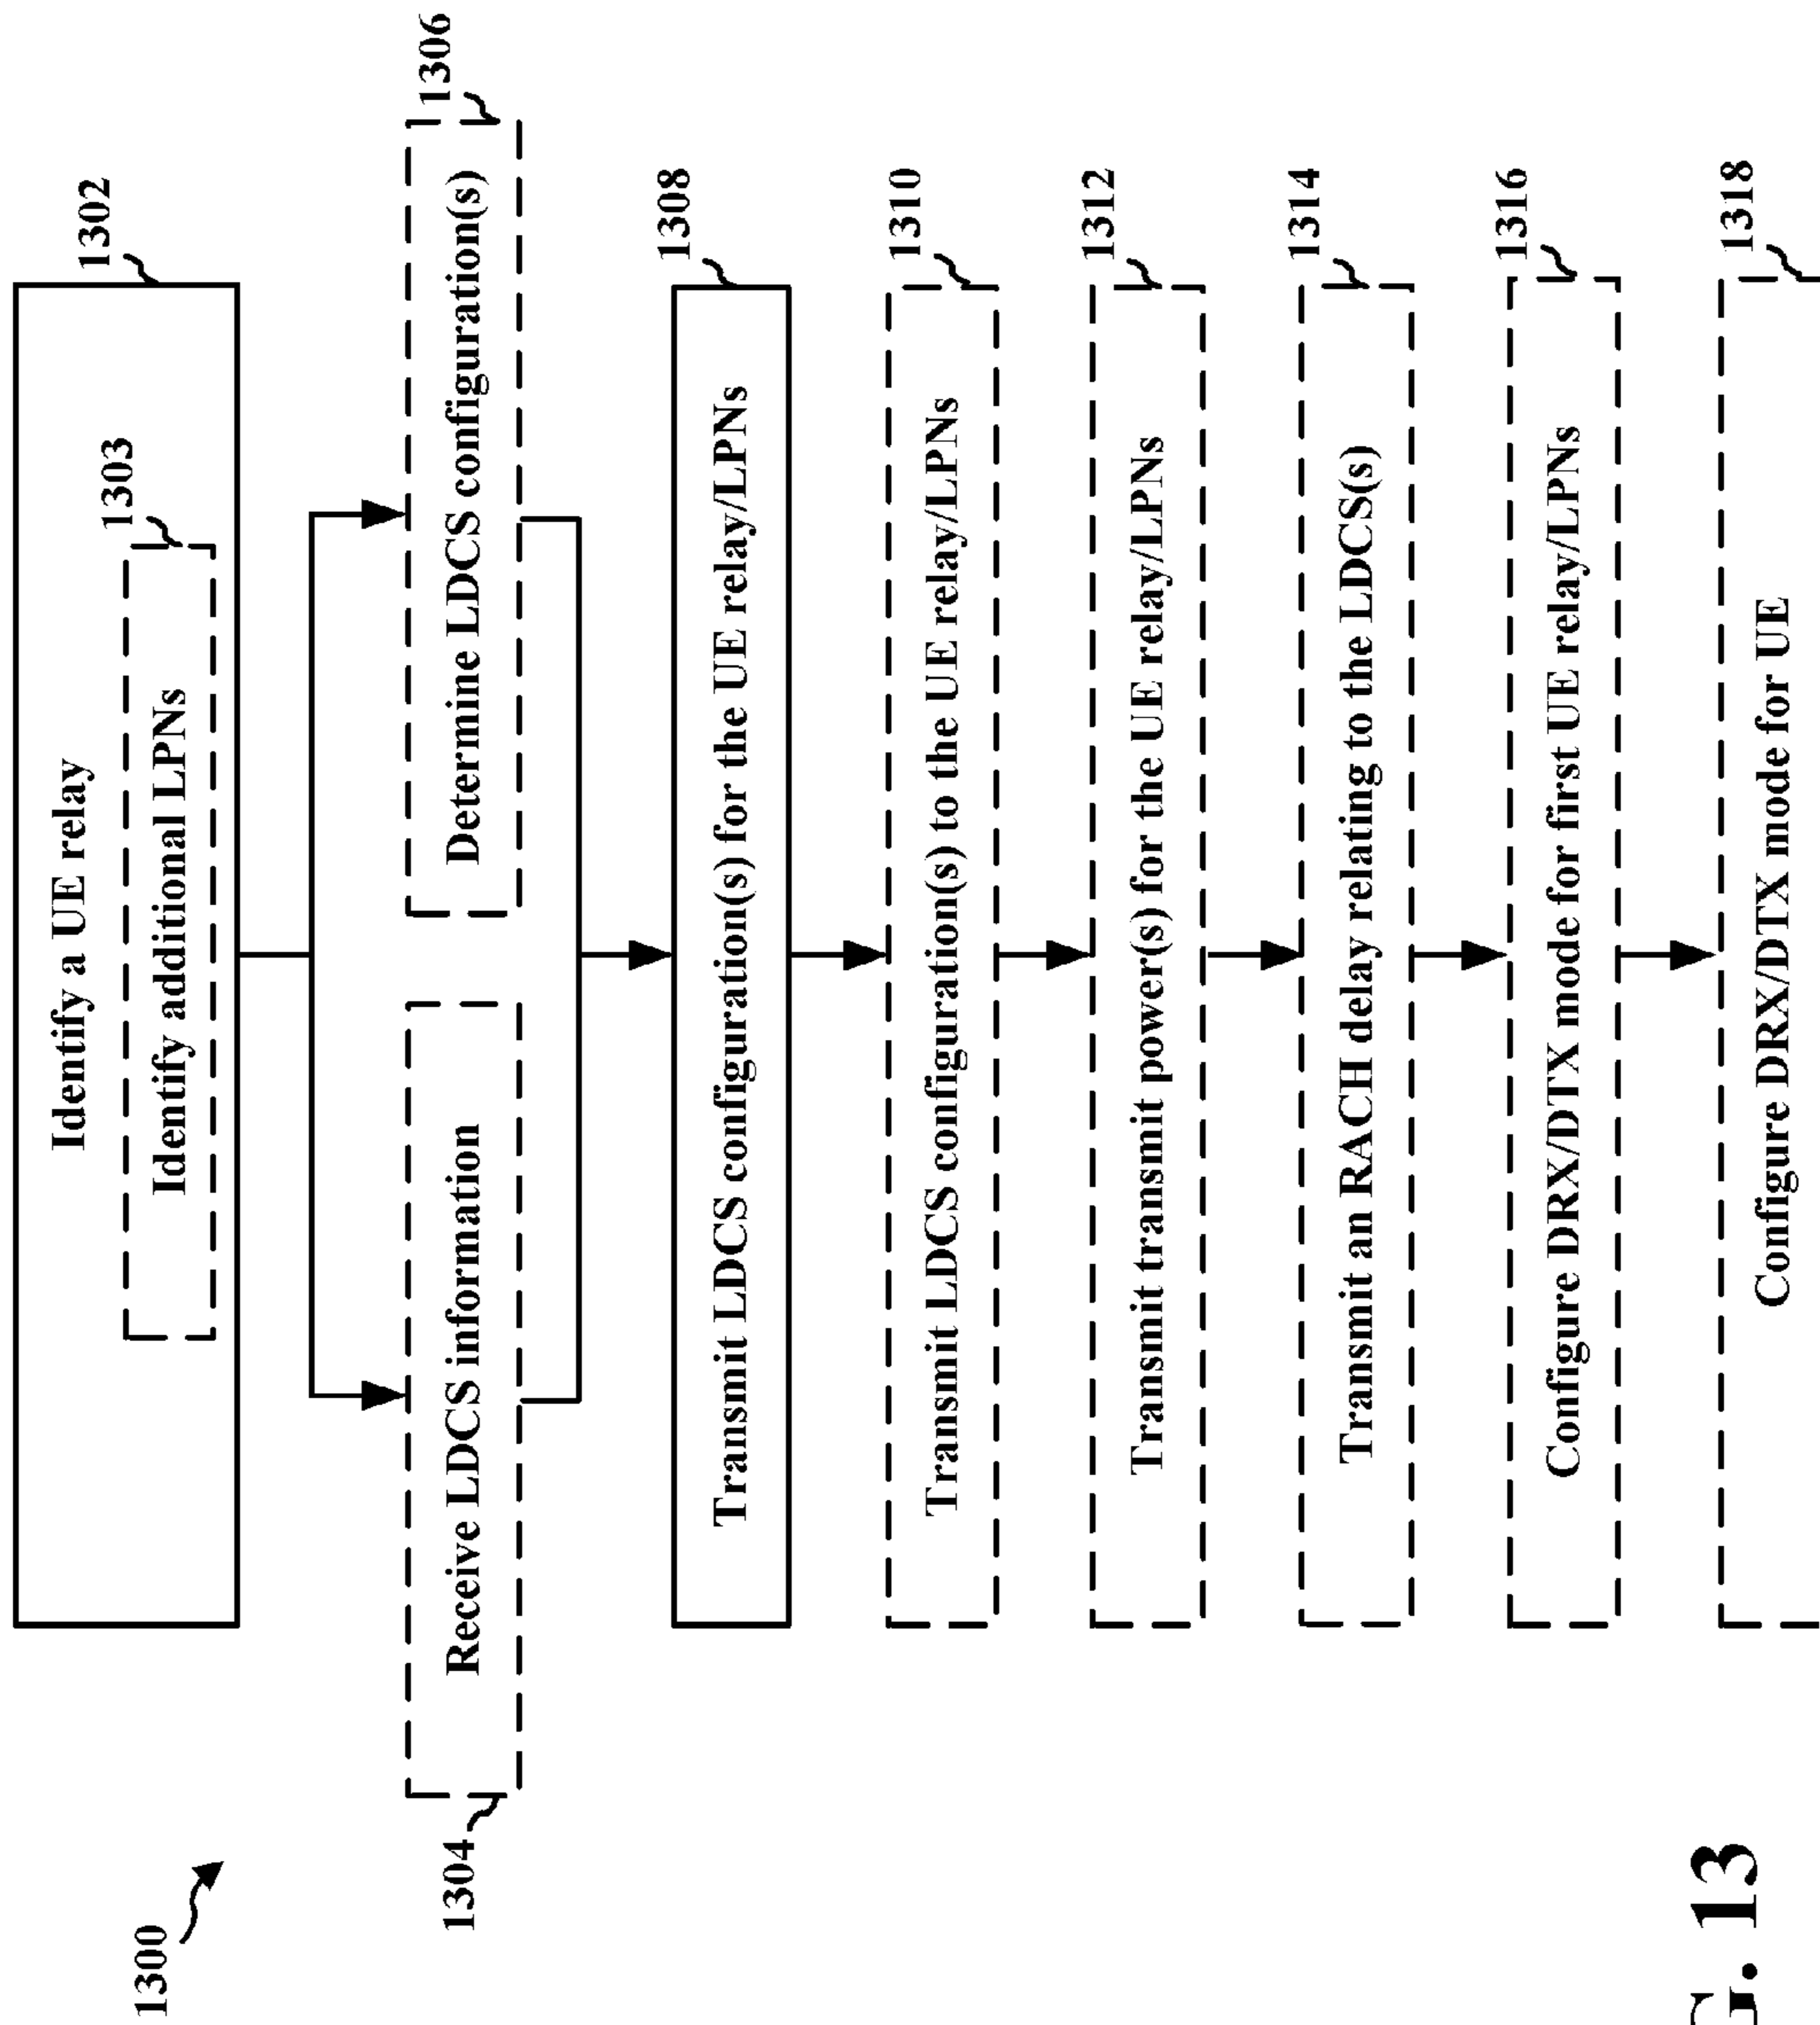 1300
1302
Identify a UE relay
1303
Identify additional LPNs
1304
Receive LDCS information
1306
Determine LDCS configuration(s)
1308
Transmit LDCS configuration(s) for the UE relay/LPNs
1310
Transmit LDCS configuration(s) to the UE relay/LPNs
1312
Transmit transmit power(s) for the UE relay/LPNs
1314
Transmit an RACH delay relating to the LDCS(s)
1316
Configure DRX/DTX mode for first UE relay/LPNs
1318
Configure DRX/DTX mode for UE
G. 13